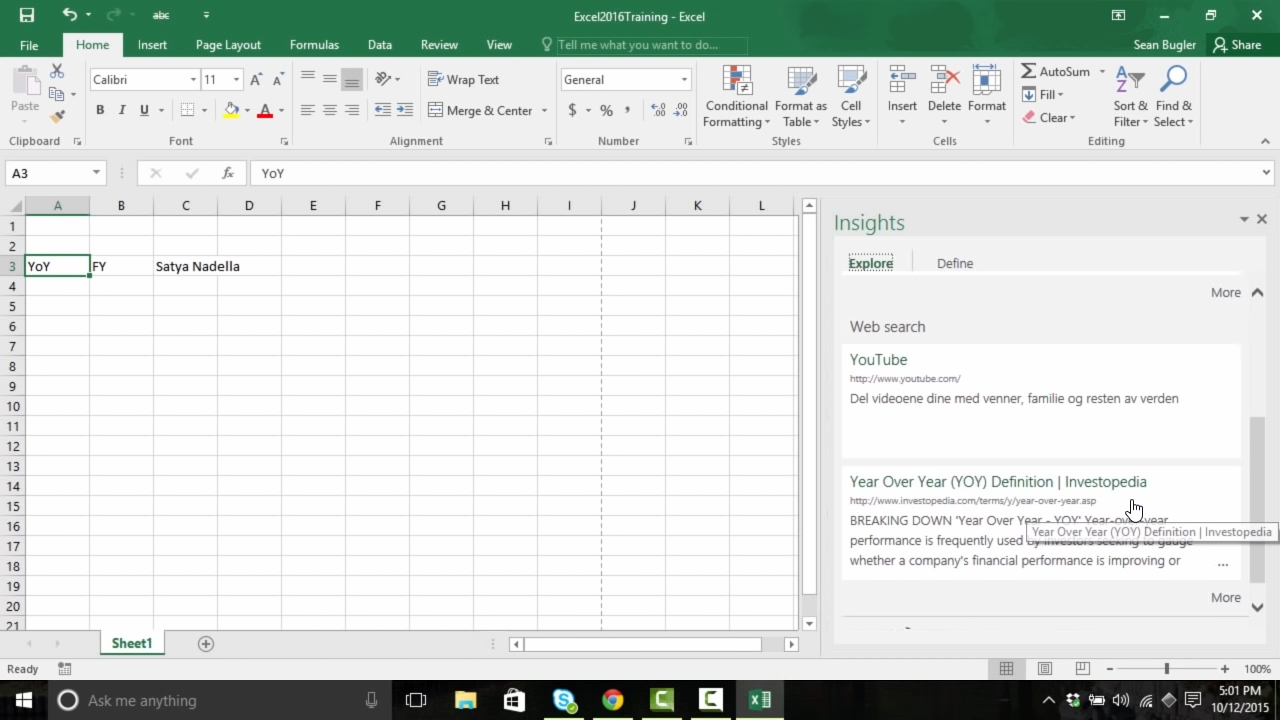 abc
Excel2016Training - Excel
File Home Insert Page Layout Formulas Data Review View Tell me what you want to do... Sean Bugler Share
Paste
Calibri 11
B I U A
A A
Wrap Text
Merge & Center
General
$ % ,
Conditional Formatting
Format as Table
Cell Styles
Insert
Delete
Format
AutoSum
Fill
Clear
Sort & Filter
Find & Select
Clipboard Font Alignment Number Styles Cells Editing
A3 fx YoY
A B C D E F G H I J K L
1
2
3 YoY FY Satya Nadella
4
5
6
7
8
9
10
11
12
13
14
15
16
17
18
19
20
21
Insights
Explore Define
More
Web search
YouTube
http://www.youtube.com/
Del videoene dine med venner, familie og resten av verden
Year Over Year (YOY) Definition | Investopedia
http://www.investopedia.com/terms/y/year-over-year.asp
BREAKING DOWN 'Year Over Year - YOY' Year-over-year
Year Over Year (YOY) Definition | Investopedia
performance is frequently used by investors seeking to gauge
whether a company's financial performance is improving or ...
More
Sheet1
Ready 100%
Ask me anything
5:01 PM
10/12/2015